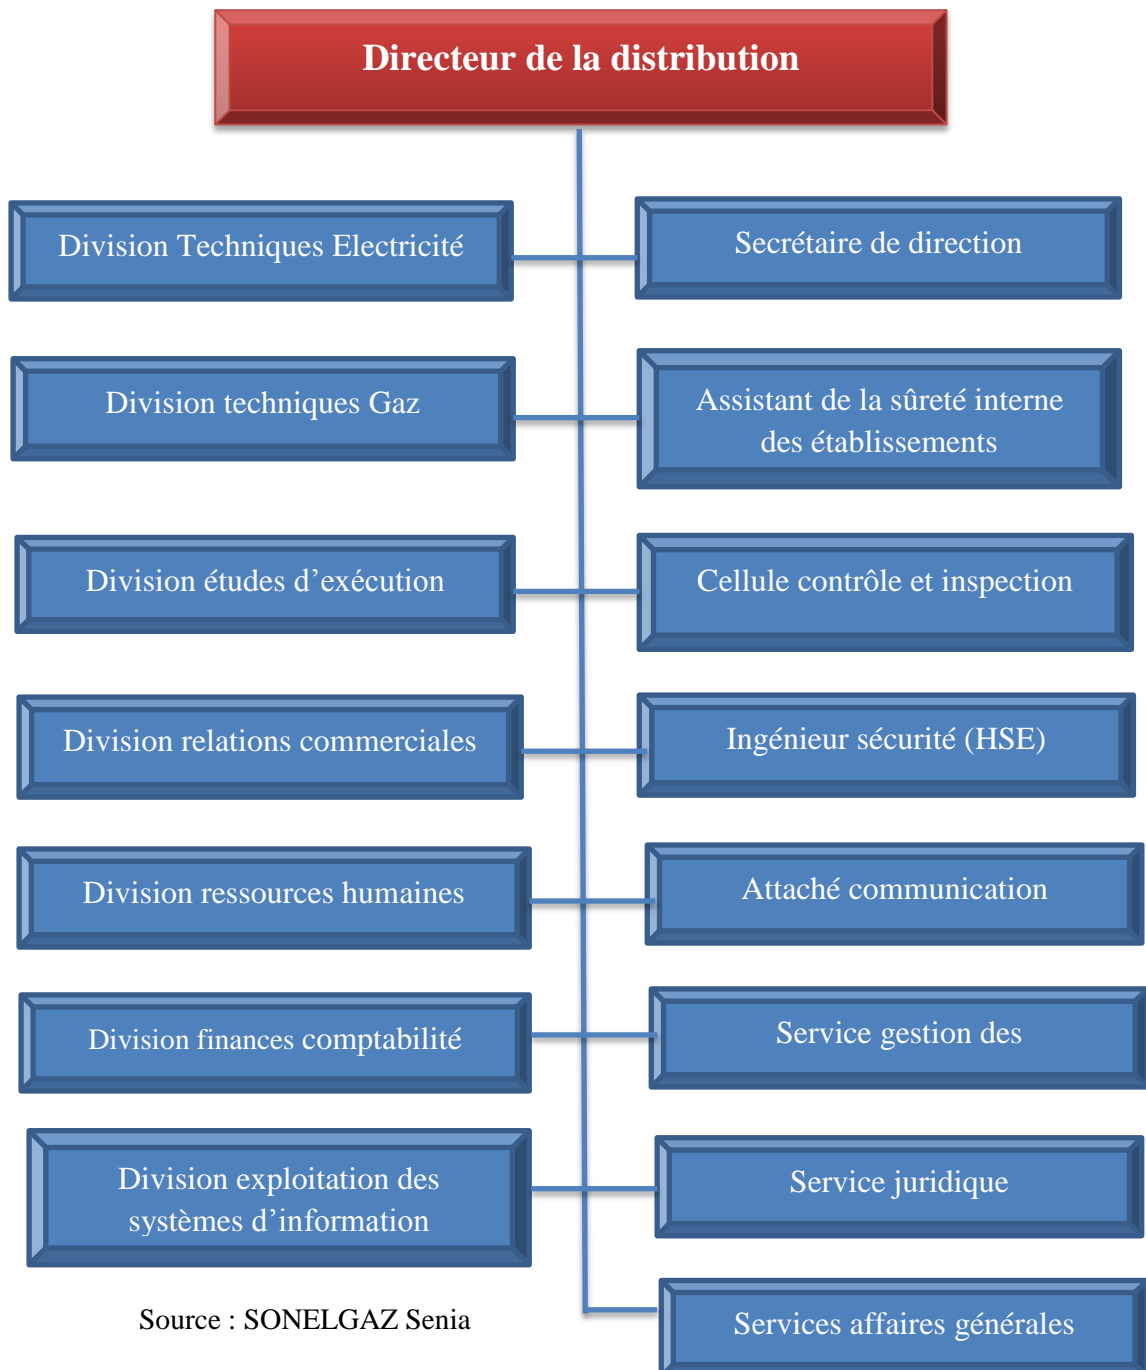 Directeur de la distribution
Division Techniques Electricité
Secrétaire de direction
Division techniques Gaz
Assistant de la sûreté interne
des établissements
Division études d’exécution
Cellule contrôle et inspection
Division relations commerciales
Ingénieur sécurité (HSE)
Division ressources humaines
Attaché communication
Division finances comptabilité
Service gestion des
Division exploitation des
systèmes d’information
Service juridique
Services affaires générales
Source : SONELGAZ Senia